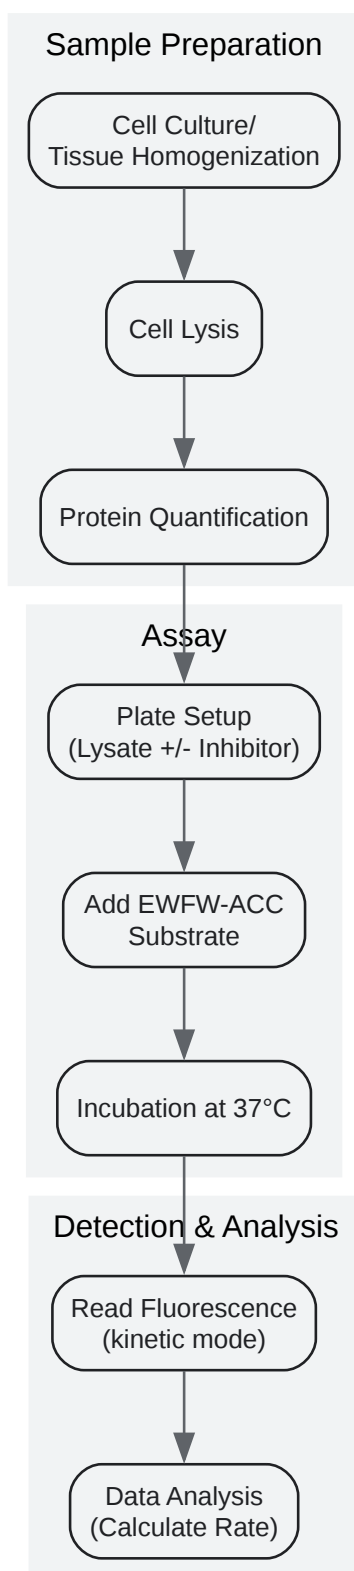 Sample Preparation
Cell Culture/
Tissue Homogenization
Cell Lysis
Protein Quantification
Assay
Plate Setup
(Lysate +/- Inhibitor)
Add EWFW-ACC
Substrate
Incubation at 37°C
Detection & Analysis
Read Fluorescence
(kinetic mode)
Data Analysis
(Calculate Rate)